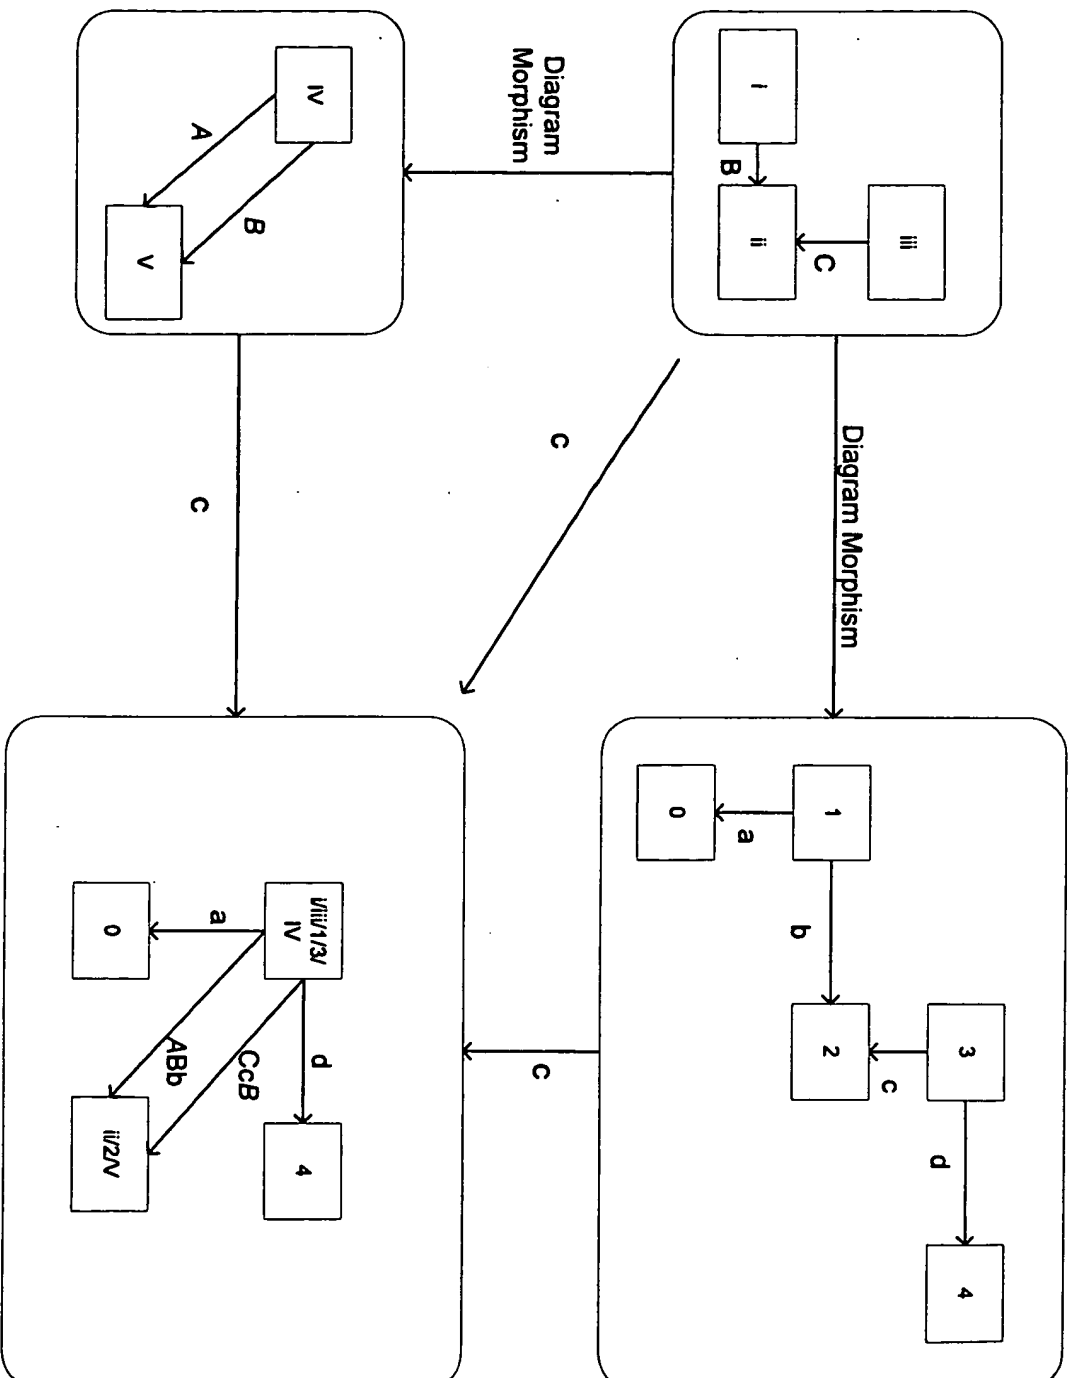 iii
C
I
ii
B
Diagram Morphism
3
4
d
c
1
2
b
a
0
Diagram
Morphism
C
C
IV
B
A
V
C
I/iii/1/3/
IV
d
4
CcB
a
ABb
0
ii/2/V